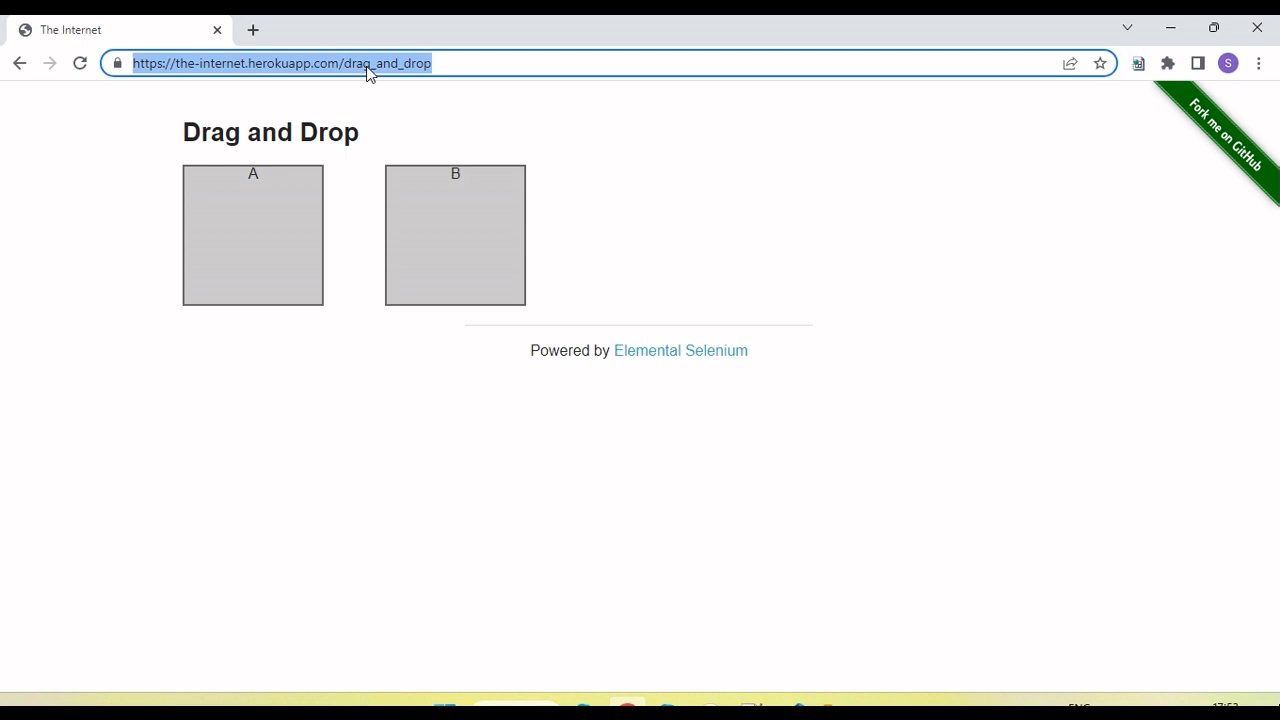 The Internet
https://the-internet.herokuapp.com/drag_and_drop
S
Fork me on GitHub
Drag and Drop
A
B
Powered by Elemental Selenium